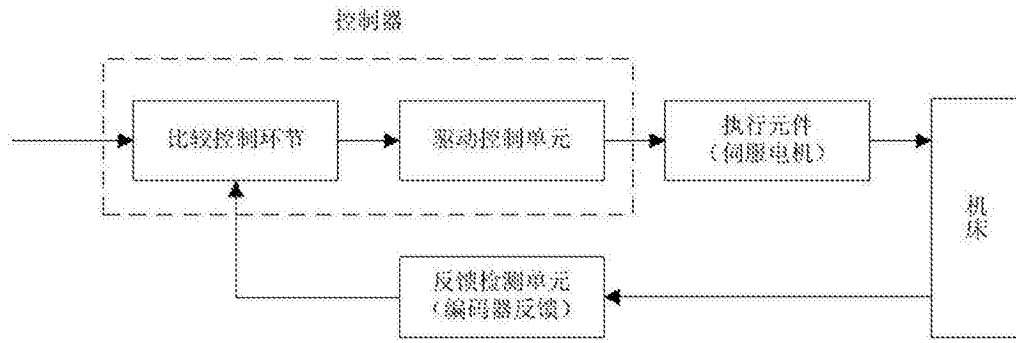 控制器
比较控制环节
驱动控制单元
执行元件
（伺服电机）
机床
反馈检测单元
（编码器反馈）